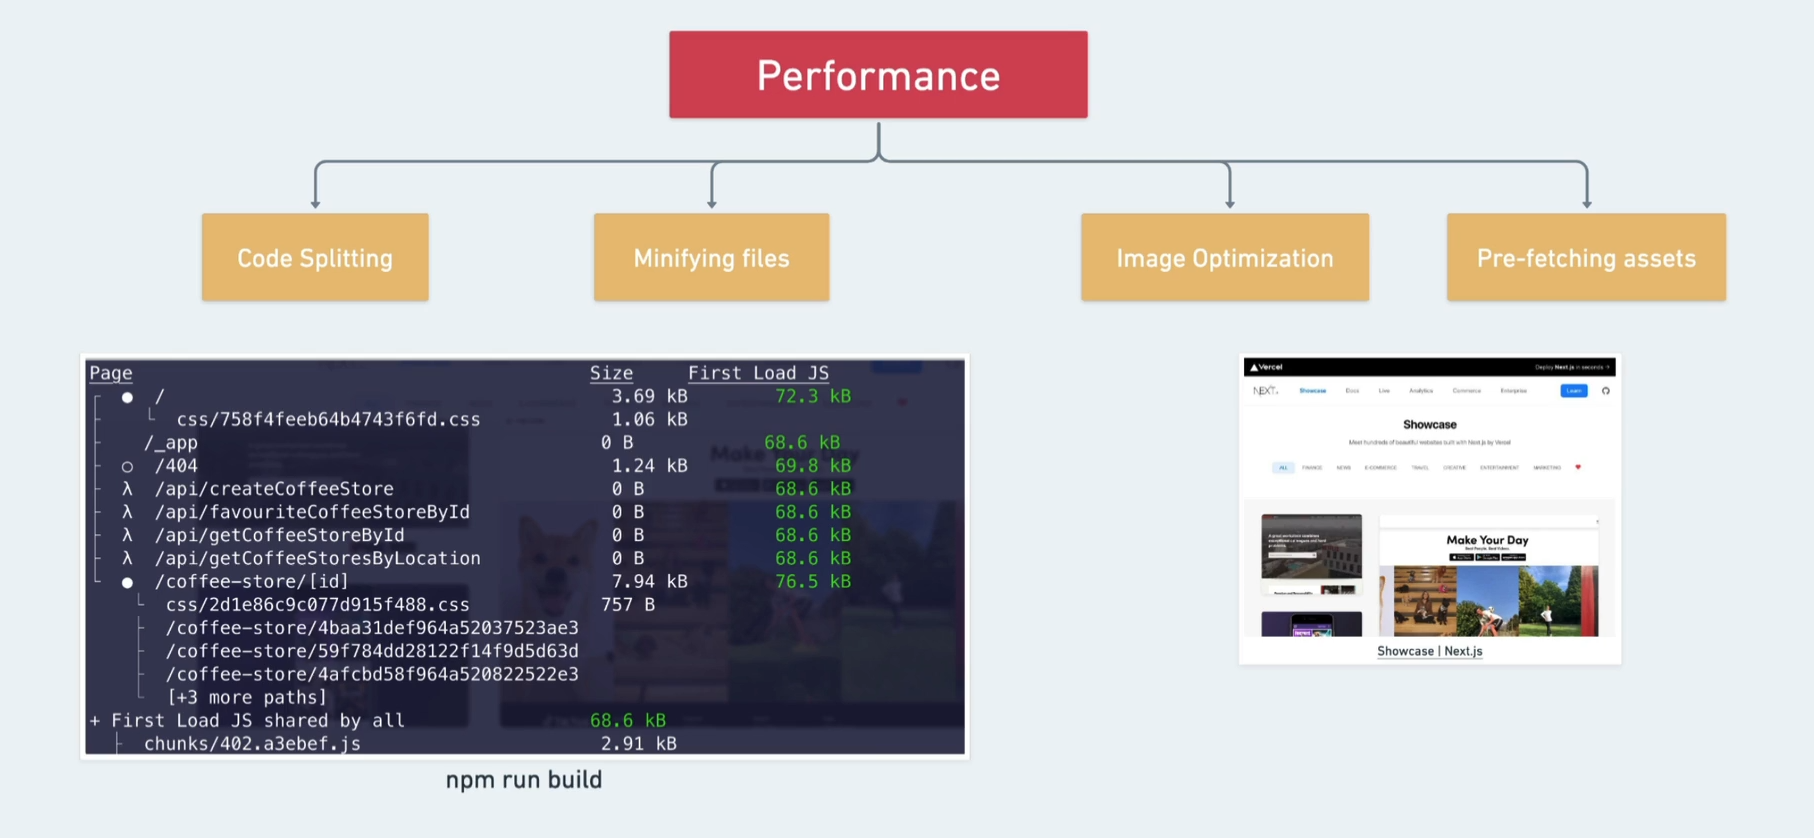 Performance
Code Splitting
Minifying files
Image Optimization
Pre-fetching assets
Page Size First Load JS
● / 3.69 kB 72.3 kB
└ css/758f4feeb64b4743f6fd.css 1.06 kB
/_app 0 B 68.6 kB
○ /404 1.24 kB 69.8 kB
λ /api/createCoffeeStore 0 B 68.6 kB
λ /api/favouriteCoffeeStoreById 0 B 68.6 kB
λ /api/getCoffeeStoreById 0 B 68.6 kB
λ /api/getCoffeeStoresByLocation 0 B 68.6 kB
● /coffee-store/[id] 7.94 kB 76.5 kB
└ css/2d1e86c9c077d915f488.css 757 B
├ /coffee-store/4baa31def964a52037523ae3
├ /coffee-store/59f784dd28122f14f9d5d63d
├ /coffee-store/4afcbd58f964a520822522e3
└ [+3 more paths]
+ First Load JS shared by all 68.6 kB
├ chunks/402.a3ebef.js 2.91 kB
npm run build
Vercel Deploy Next.js in seconds →
NEXT.js Showcase Docs Live Analytics Commerce Enterprise Learn
Showcase
Meet hundreds of beautiful websites built with Next.js by Vercel
ALL FINANCE NEWS E-COMMERCE TRAVEL CREATIVE ENTERTAINMENT MARKETING
Make Your Day
Real People. Real Videos.
Showcase | Next.js